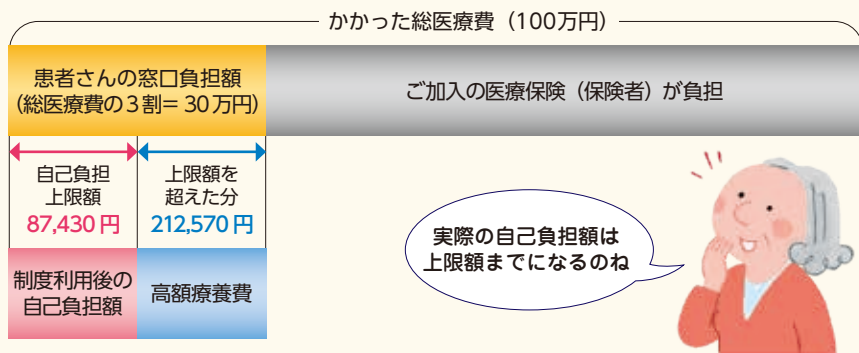 かかった総医療費（100万円）
患者さんの窓口負担額
（総医療費の3割＝30万円）
ご加入の医療保険（保険者）が負担
自己負担
上限額
87,430円
上限額を
超えた分
212,570円
制度利用後の
自己負担額
高額療養費
実際の自己負担額は
上限額までになるのね